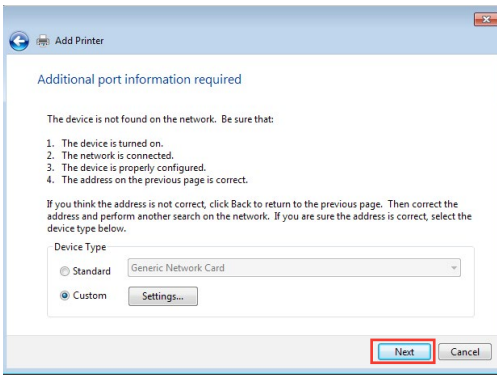 Add Printer
Additional port information required
The device is not found on the network.  Be sure that:
1.  The device is turned on.
2.  The network is connected.
3.  The device is properly configured.
4.  The address on the previous page is correct.
If you think the address is not correct, click Back to return to the previous page.  Then correct the
address and perform another search on the network.  If you are sure the address is correct, select the
device type below.
Device Type
Standard Generic Network Card
Custom Settings...
Next Cancel